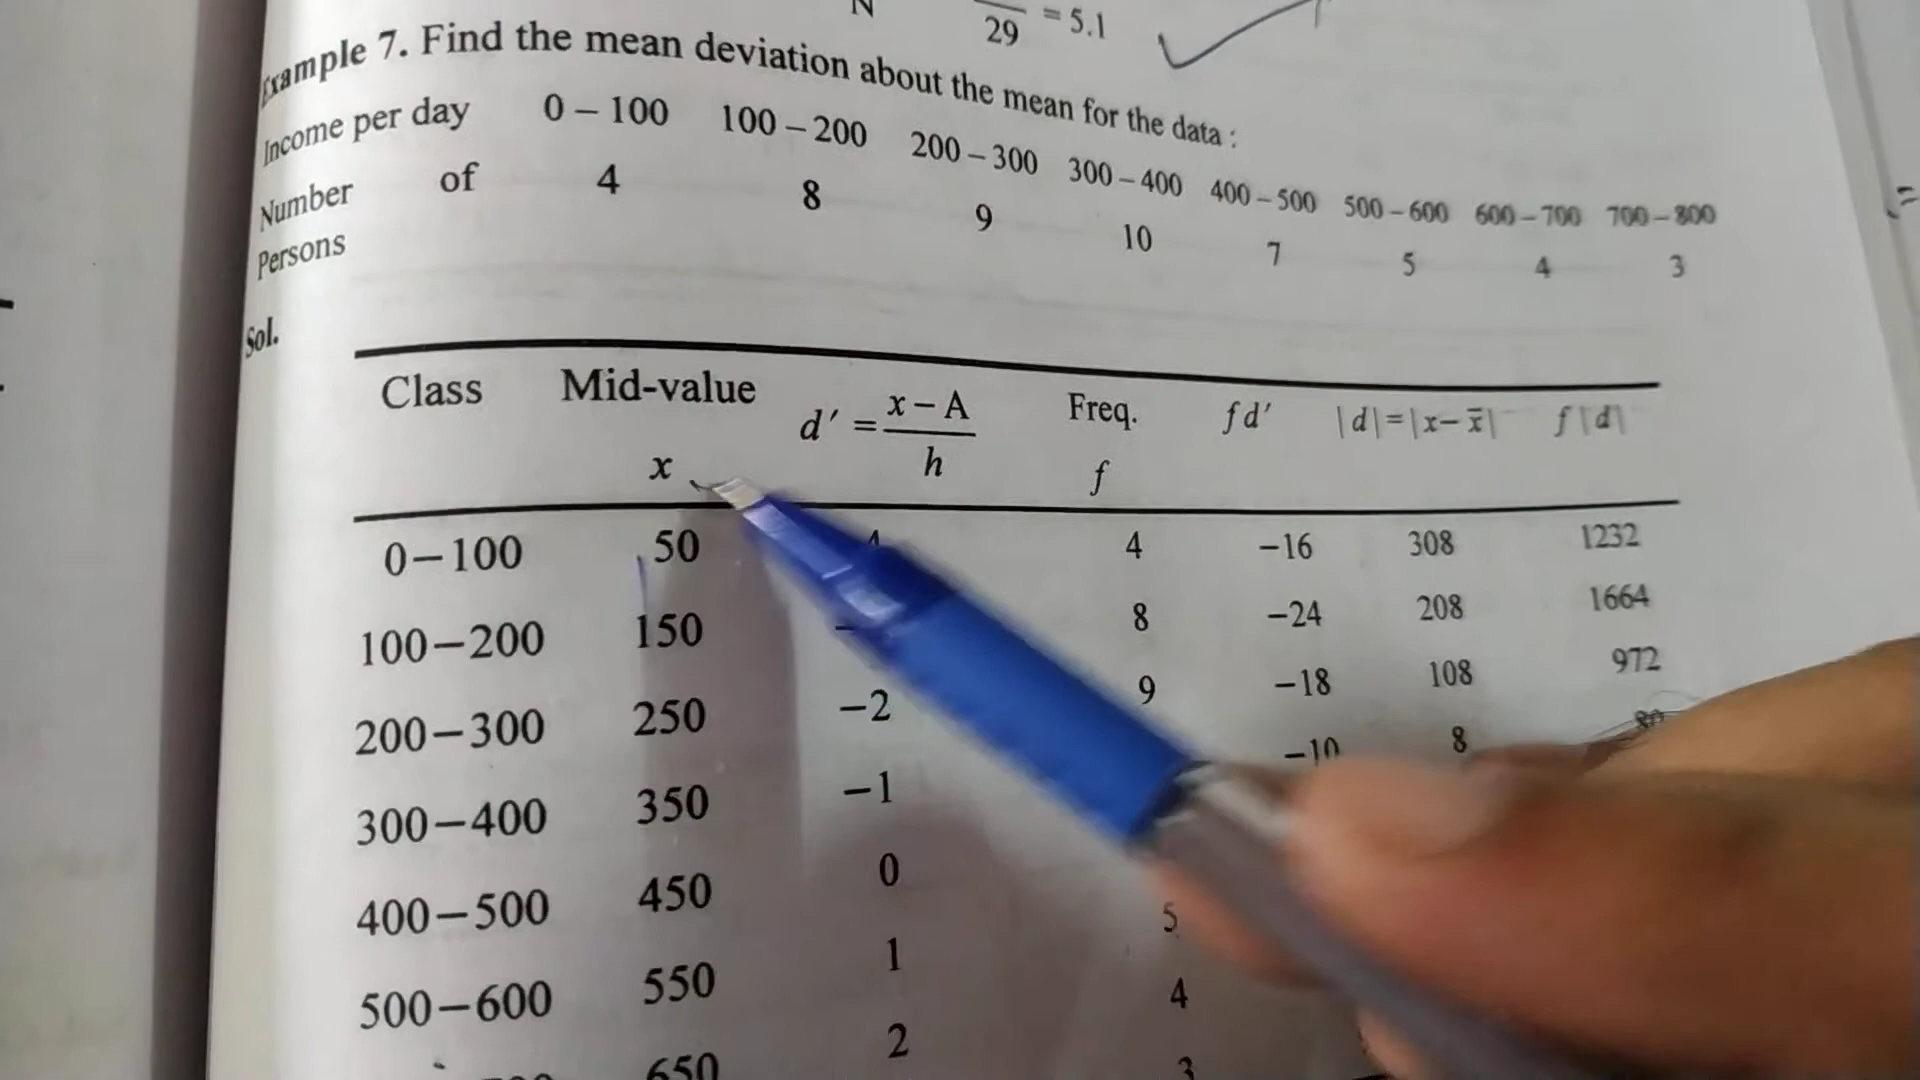 N 29 = 5.1
Example 7. Find the mean deviation about the mean for the data :
Income per day 0 – 100 100 – 200 200 – 300 300 – 400 400 – 500 500 – 600 600 – 700 700 – 800
Number of 4 8 9 10 7 5 4 3
Persons
Sol.
Class Mid-value d′ = x – A / h Freq. fd′ |d|=|x– x̄| f|d|
x f
0–100 50 4 –16 308 1232
100–200 150 8 –24 208 1664
200–300 250 –2 9 –18 108 972
300–400 350 –1 –10 8 80
400–500 450 0
500–600 550 1 5
650 2 4
3